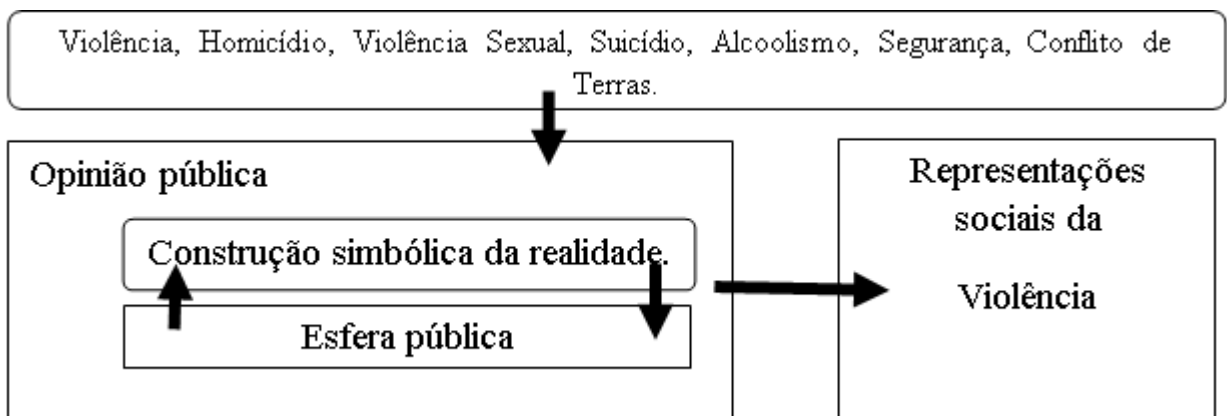 Violência, Homicídio, Violência Sexual, Suicídio, Alcoolismo, Segurança, Conflito de
Terras.
Opinião pública
Construção simbólica da realidade.
Esfera pública
Representações
sociais da
Violência